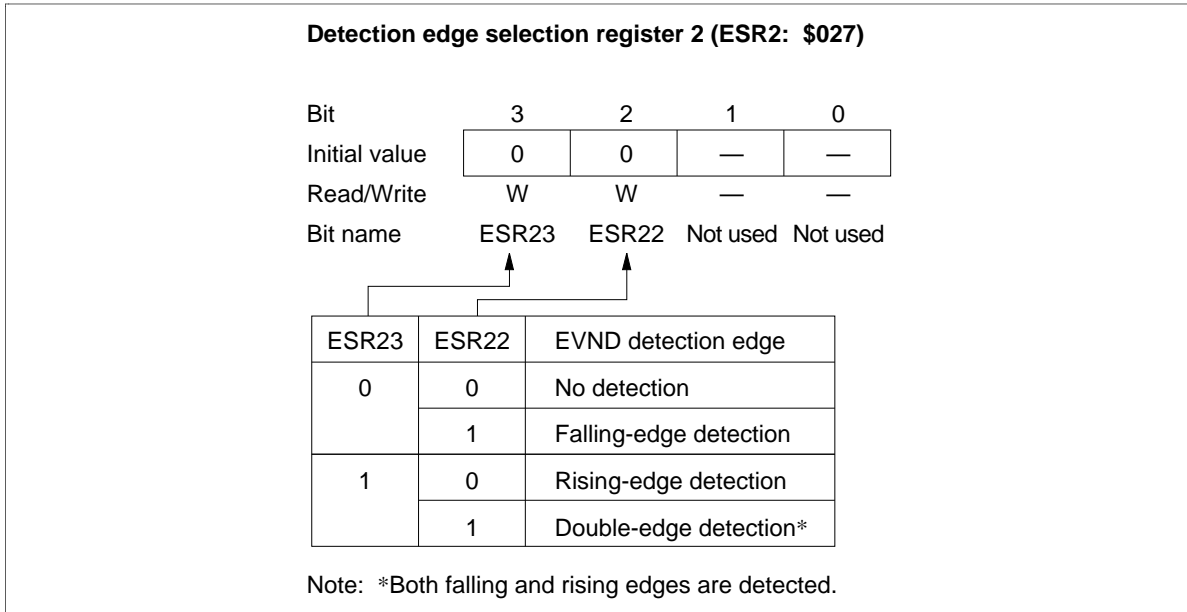 Detection edge selection register 2 (ESR2: $027)
Bit 3 2 1 0
Initial value 0 0 — —
Read/Write W W — —
Bit name ESR23 ESR22 Not used Not used
ESR23 ESR22 EVND detection edge
0 0 No detection
1 Falling-edge detection
1 0 Rising-edge detection
1 Double-edge detection*
Note: *Both falling and rising edges are detected.